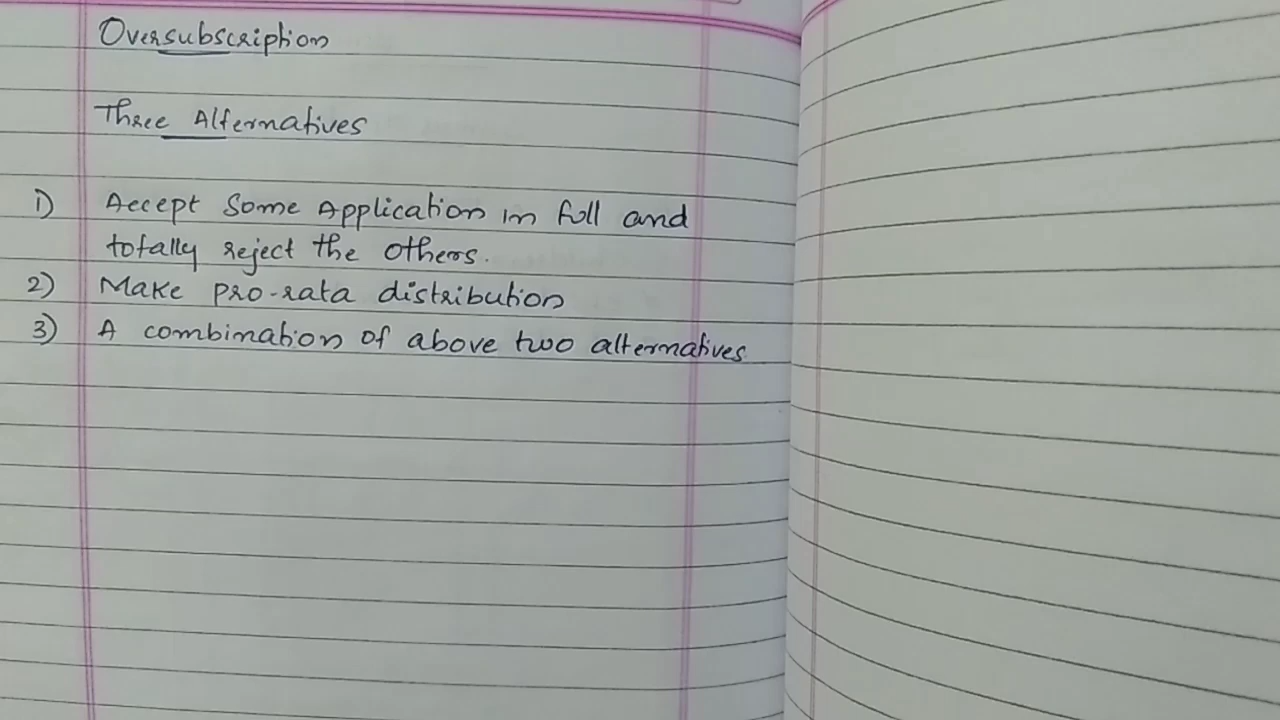 Oversubscription
Three Alternatives
1) Accept Some Application in full and
totally reject the others.
2) Make pro-rata distribution
3) A combination of above two alternatives.